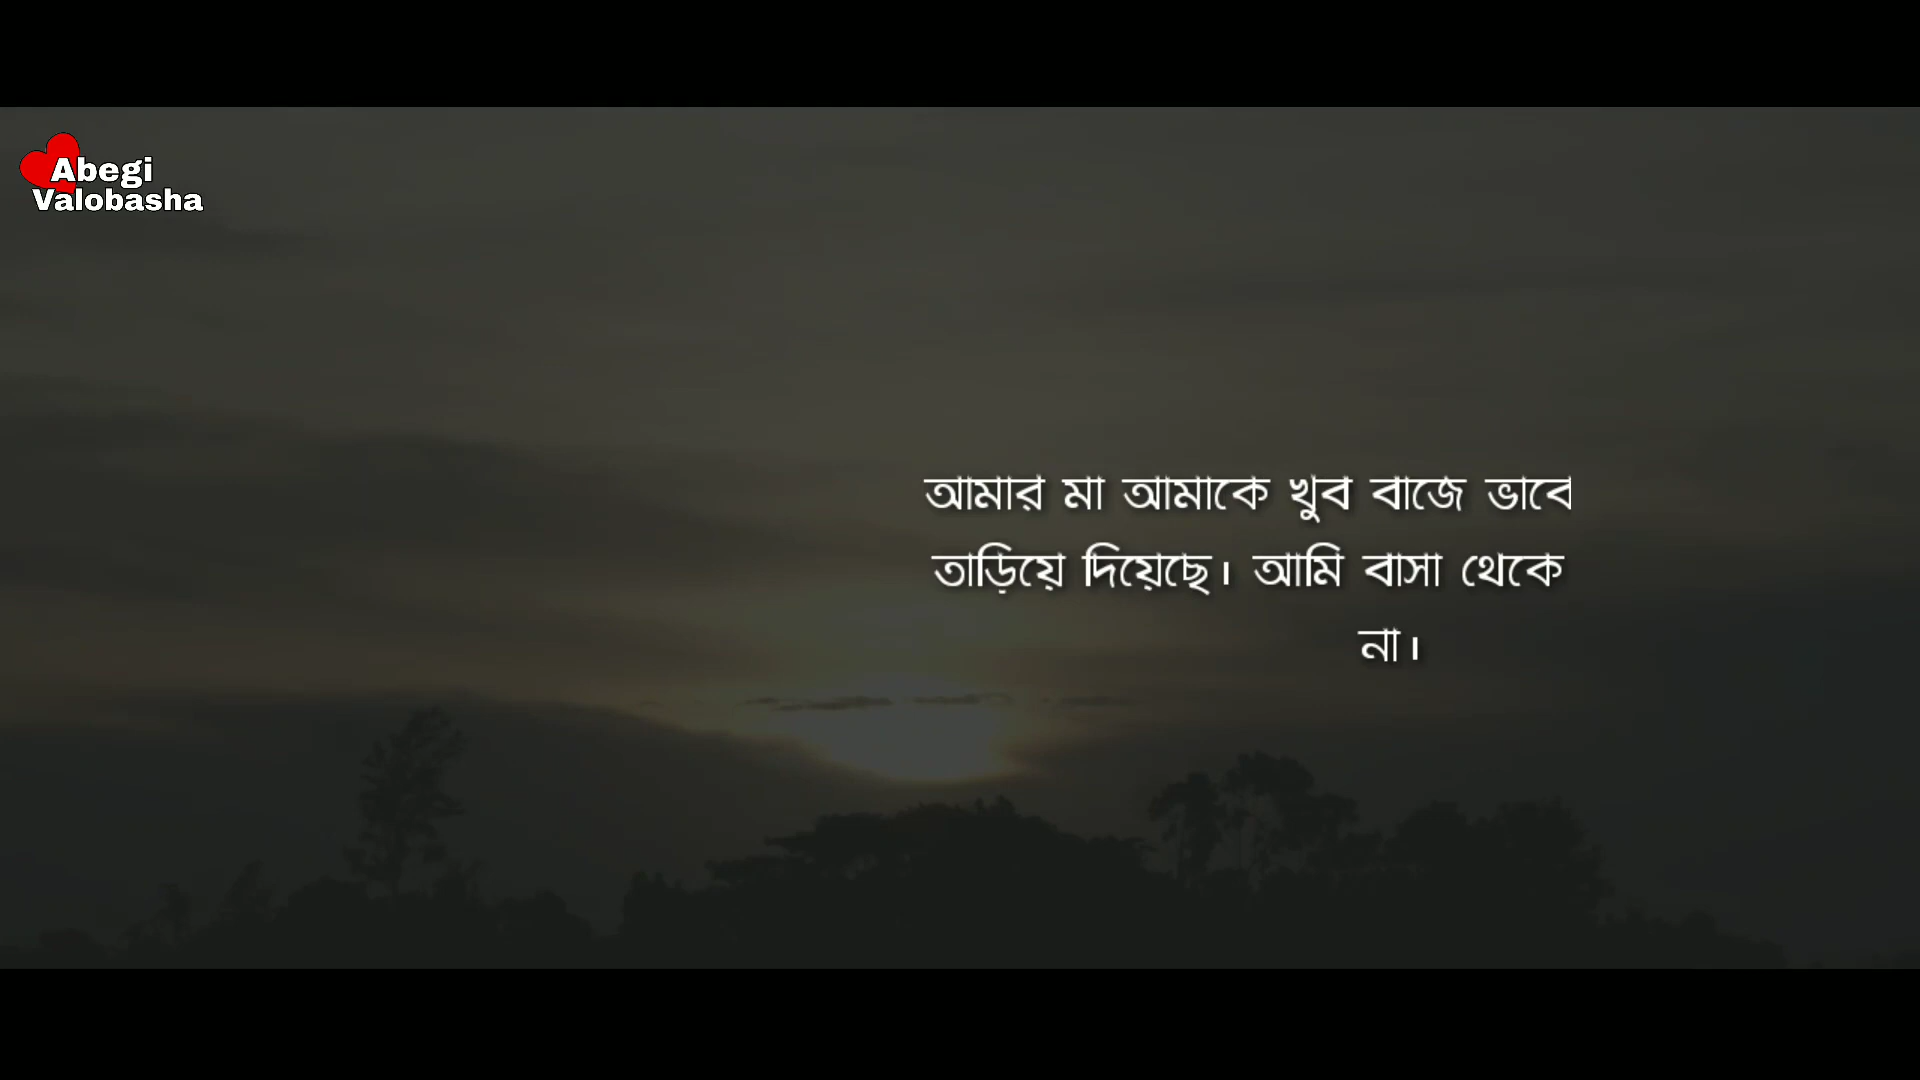 Abegi
Valobasha
আমার মা আমাকে খুব বাজে ভাবে
তাড়িয়ে দিয়েছে। আমি বাসা থেকে
না।